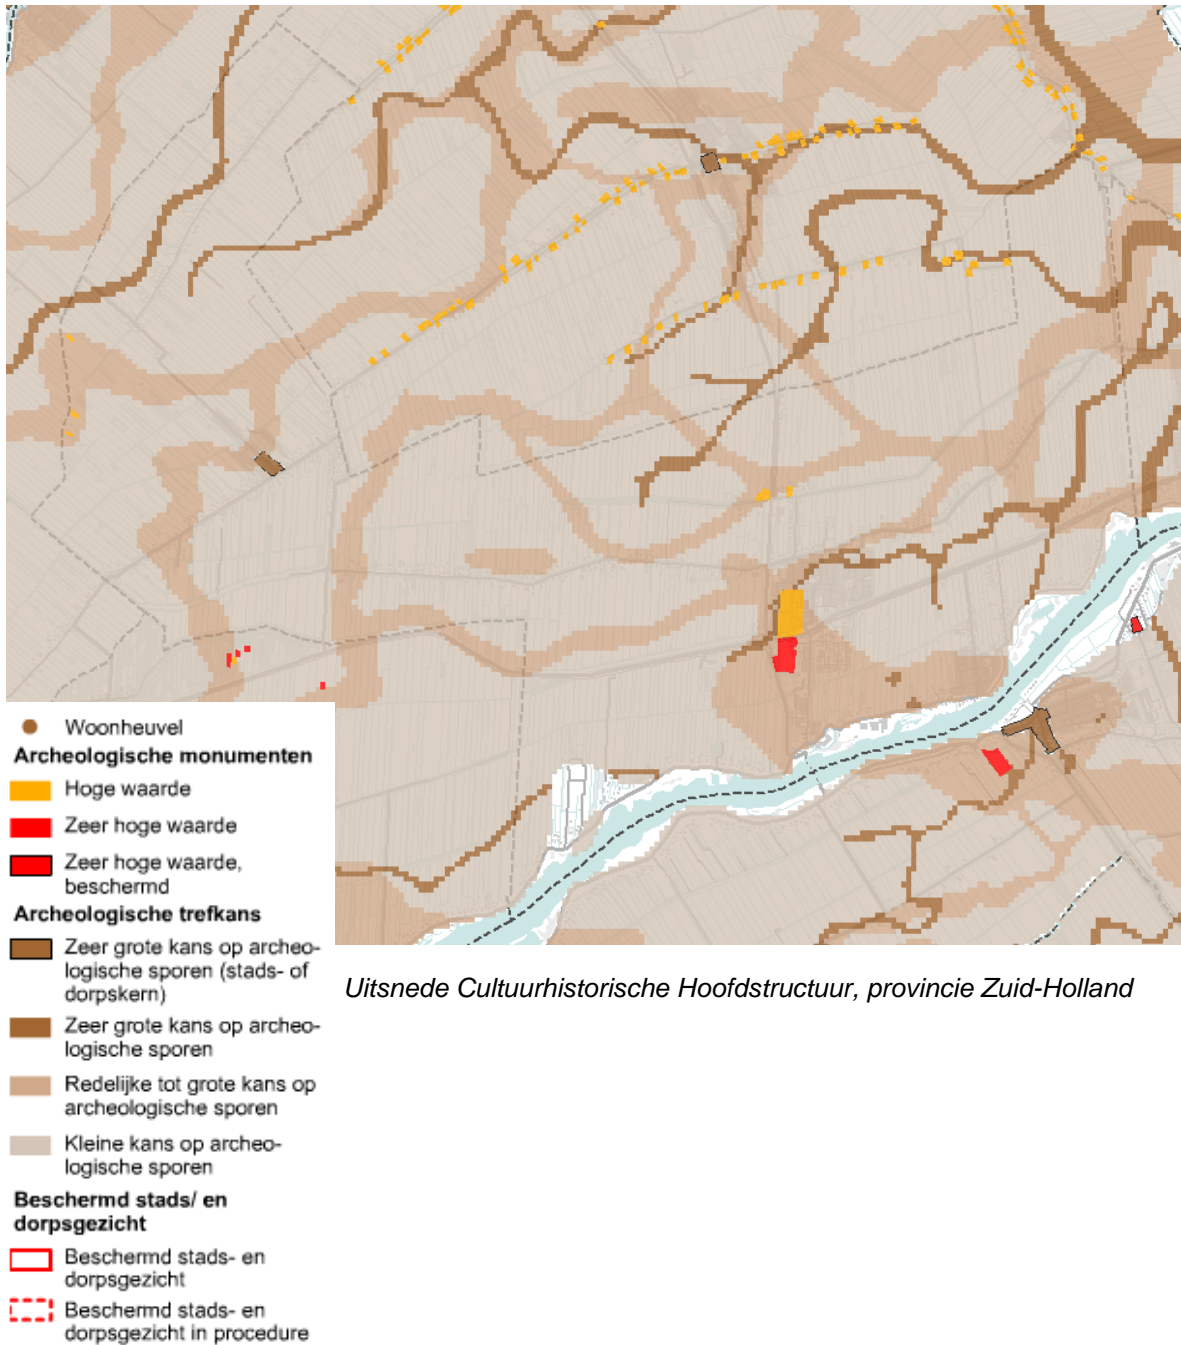 Woonheuvel
Archeologische monumenten
Hoge waarde
Zeer hoge waarde
Zeer hoge waarde,
beschermd
Archeologische trefkans
Zeer grote kans op archeo-
logische sporen (stads- of
dorpskern)
Zeer grote kans op archeo-
logische sporen
Redelijke tot grote kans op
archeologische sporen
Kleine kans op archeo-
logische sporen
Beschermd stads/ en
dorpsgezicht
Beschermd stads- en
dorpsgezicht
Beschermd stads- en
dorpsgezicht in procedure
Uitsnede Cultuurhistorische Hoofdstructuur, provincie Zuid-Holland